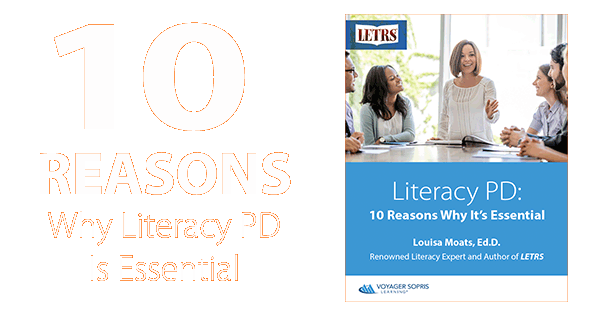 10
REASONS
Why Literacy PD
Is Essential
LETRS
Literacy PD:
10 Reasons Why It's Essential
Louisa Moats, Ed.D.
Renowned Literacy Expert and Author of LETRS
VOYAGER SOPRIS
LEARNING®